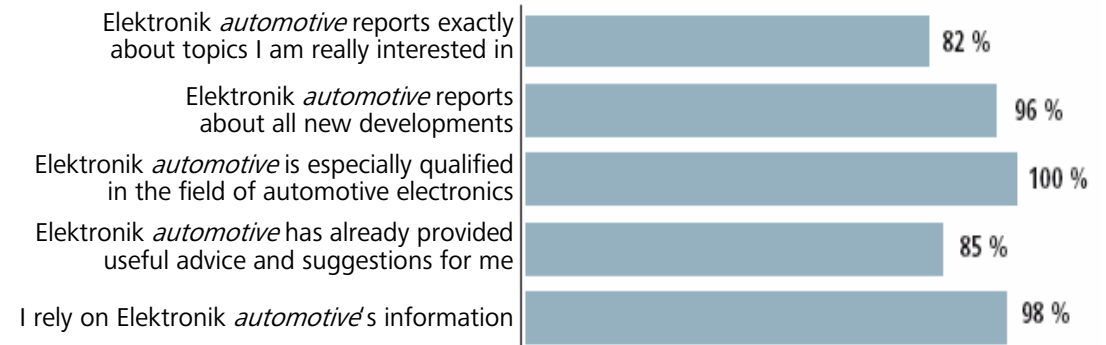 Elektronik automotive reports exactly
about topics I am really interested in
82 %
Elektronik automotive reports
about all new developments
96 %
Elektronik automotive is especially qualified
in the field of automotive electronics
100 %
Elektronik automotive has already provided
useful advice and suggestions for me
85 %
I rely on Elektronik automotive's information
98 %